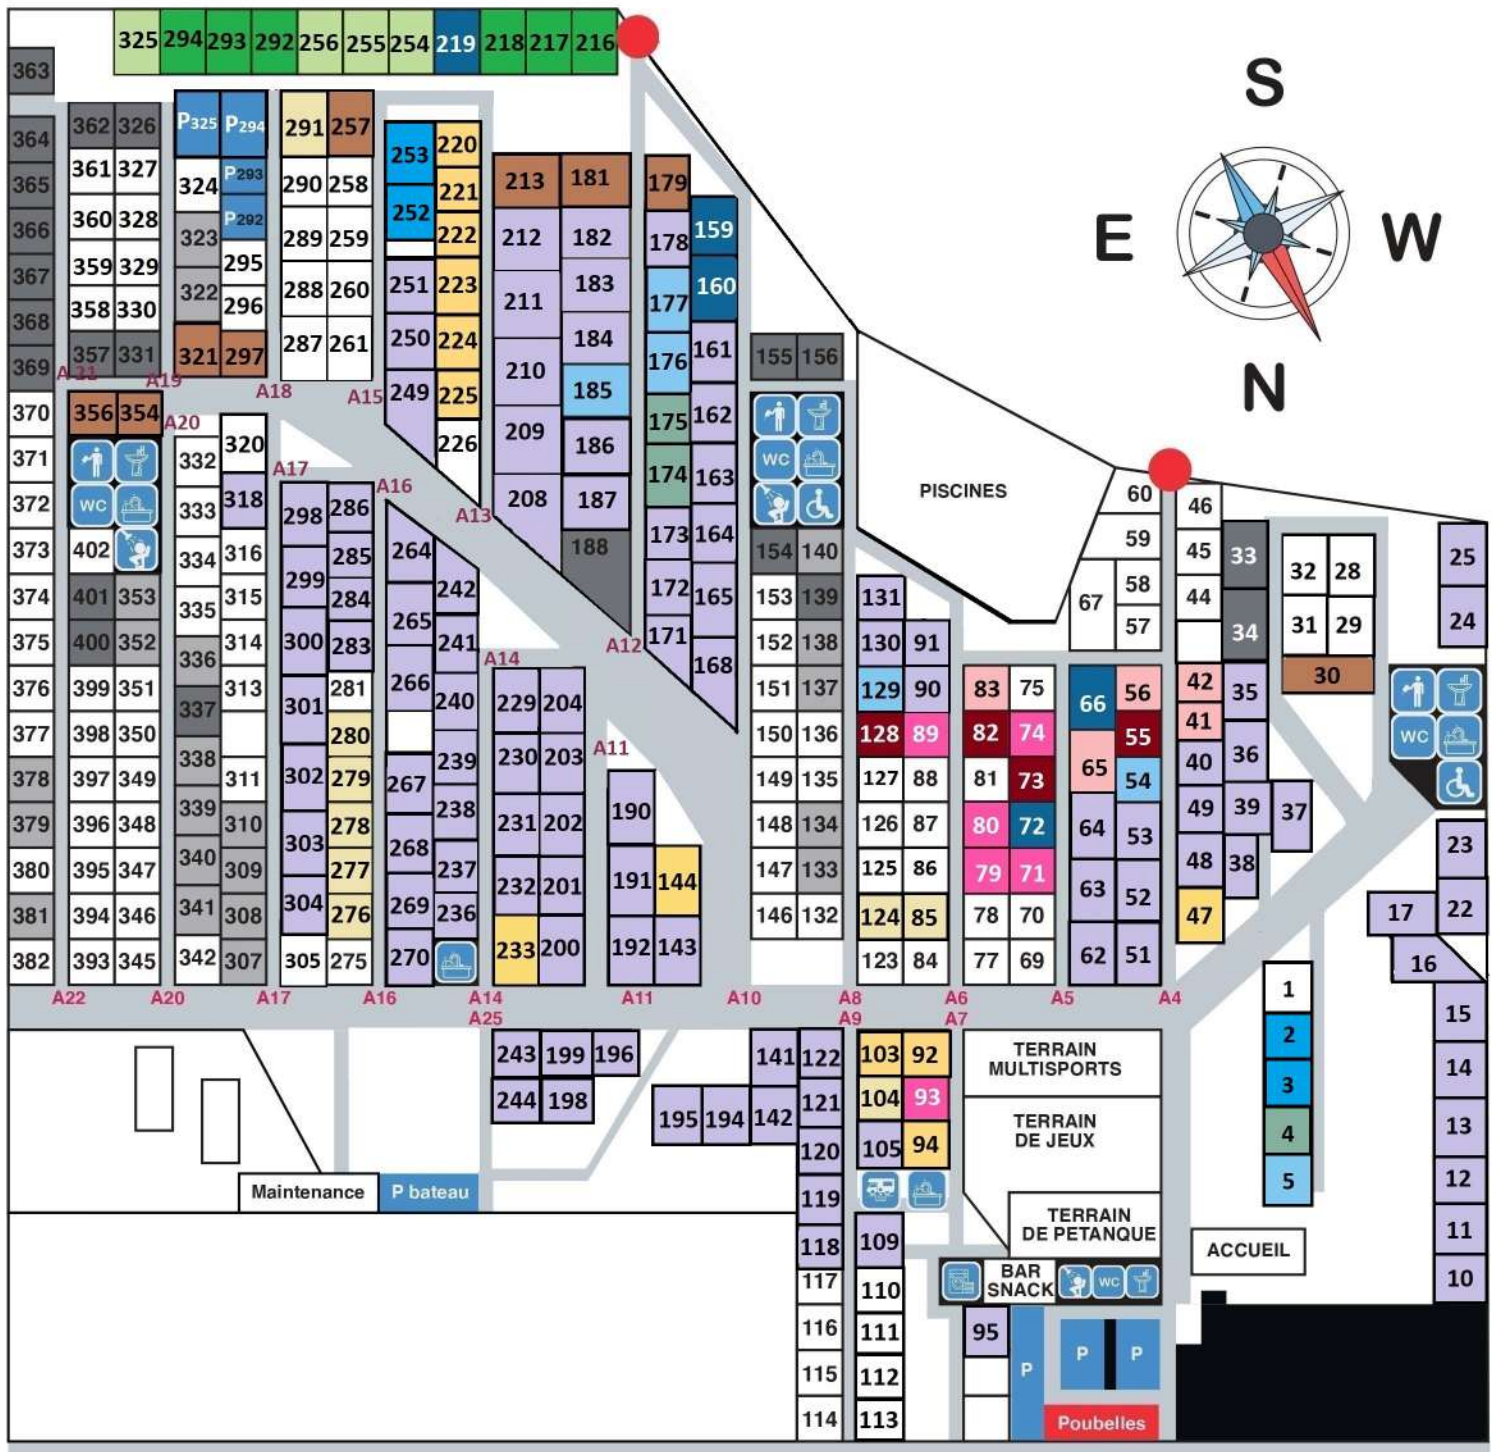 325 294 293 292 256 255 254 219 218 217 216
363
S
E W
N
362 326 P325 P294 291 257
364
253 220
361 327 P293
324 290 258
213 181 179
365
221
360 328 P292
252
366
323 289 259 222 212 182 178 159
359 329 295
367
322 288 260 251 223 211 183 177 160
358 330 296
368
357 331 321 297 287 261 250 224 184 176 161 155 156
369
A21 A19 A18 A15
210
249 225 185
370 356 354 A20
175 162
320 226 209 186
371
332 174 163 WC
A17
372 WC
333 318 A16 208 187
298 286 A13
PISCINES
60 46
373 402
334 316 285 264 188 173 164 154 140
59 45 33 32 28 25
374 401 353
299 284 242 172 165 153 139 131
335 315
67 58 44
265 57 34 31 29 24
375 400 352
300 283 241 A12 171 152 138 130 91
336 314
A14 168
30
376 399 351
313 281 266 240 229 204 151 137 129 90 83 75 66 56 42 35
337 301
377 398 350
280 A11 150 136 128 89 82 74 55 41
338
239 230 203
36 WC
378 397 349
311 302 279 267 149 135 127 88 81 73 65 54 40
339
238 190
49 39 37
379 396 348
310 303 278 231 202 148 134 126 87 80 72 64 53
268
340
23
380 395 347
309 277 237 191 144 147 133 125 86 79 71 48 38
232 201
63 52
341
381 394 346
308 304 276 269 236 146 132 124 85 78 70 47 17 22
233 200 192 143
62 51
382 393 345 342 307 305 275 270 123 84 77 69
16
A22 A20 A17 A16 A14 A11 A10 A8 A6 A5 A4
A25 A9 A7
1
15
243 199 196 141 122 103 92
TERRAIN
MULTISPORTS
2
14
244 198
195 194 142 121 104 93
3
TERRAIN
DE JEUX
4
13
120 105 94
Maintenance
P bateau
119
5
12
TERRAIN
DE PETANQUE
118 109
ACCUEIL
11
117 110
BAR
SNACK
WC
10
116 111
95
P P P
115 112
114 113
Poubelles